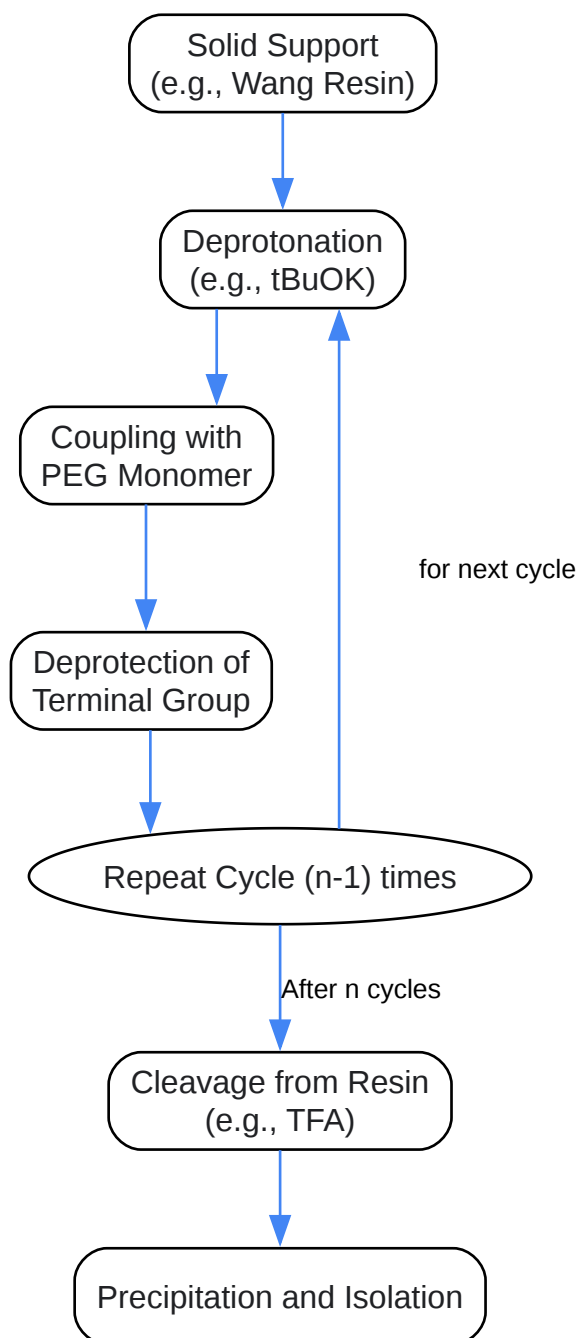 Solid Support
(e.g., Wang Resin)
Deprotonation
(e.g., tBuOK)
Coupling with
PEG Monomer
for next cycle
Deprotection of
Terminal Group
Repeat Cycle (n-1) times
After n cycles
Cleavage from Resin
(e.g., TFA)
Precipitation and Isolation